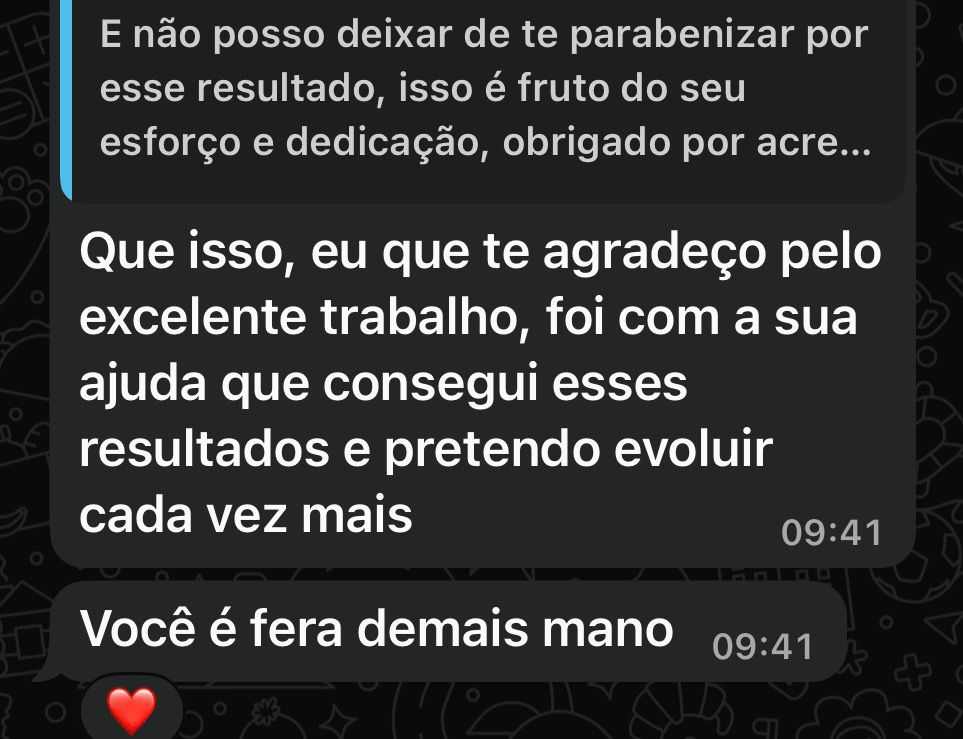 E não posso deixar de te parabenizar por
esse resultado, isso é fruto do seu
esforço e dedicação, obrigado por acre...
Que isso, eu que te agradeço pelo
excelente trabalho, foi com a sua
ajuda que consegui esses
resultados e pretendo evoluir
cada vez mais
09:41
Você é fera demais mano
09:41